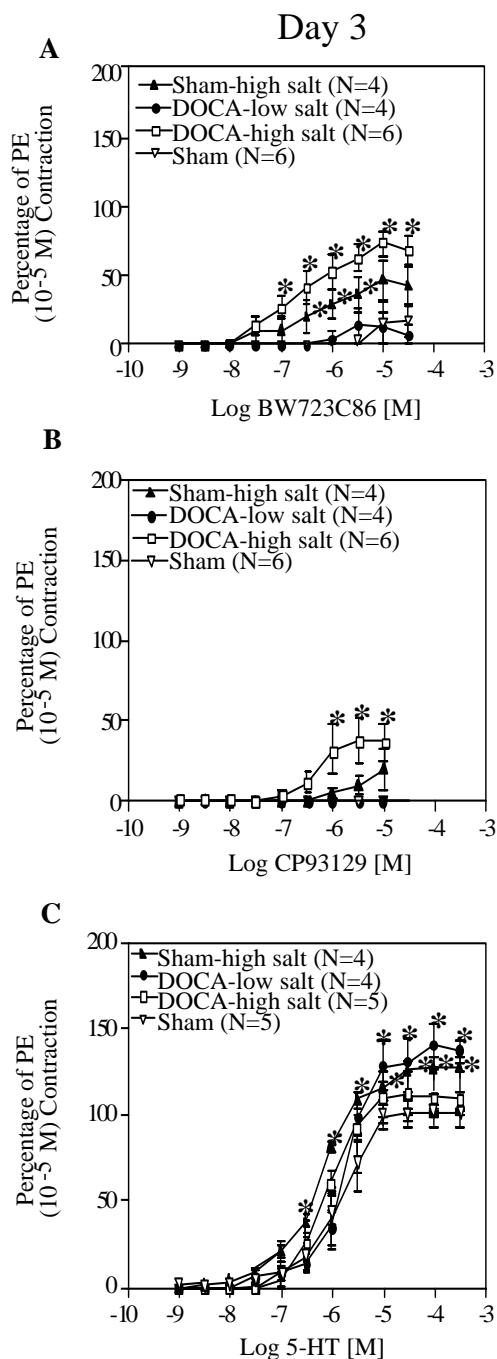 Day 3
A
200
150
100
50
0
Percentage of PE
(10-5 M) Contraction
Sham-high salt (N=4)
DOCA-low salt (N=4)
DOCA-high salt (N=6)
Sham (N=6)
* * * * * *
* * *
-10 -9 -8 -7 -6 -5 -4 -3
Log BW723C86 [M]
B
200
150
100
50
0
Percentage of PE
(10-5 M) Contraction
Sham-high salt (N=4)
DOCA-low salt (N=4)
DOCA-high salt (N=6)
Sham (N=6)
* * *
-10 -9 -8 -7 -6 -5 -4 -3
Log CP93129 [M]
C
200
150
100
50
0
Percentage of PE
(10-5 M) Contraction
Sham-high salt (N=4)
DOCA-low salt (N=4)
DOCA-high salt (N=5)
Sham (N=5)
* * * *
* * * *
* * *
-10 -9 -8 -7 -6 -5 -4 -3
Log 5-HT [M]